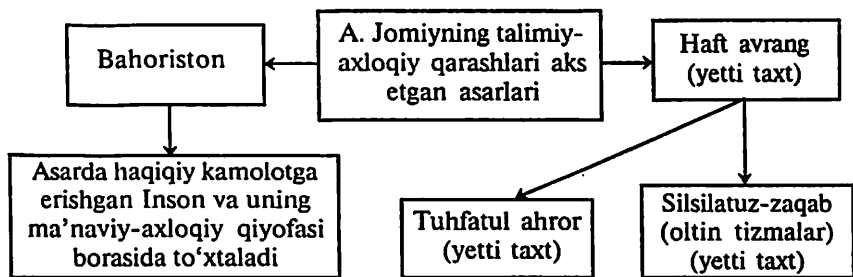 Bahoriston
A. Jomiyning talimiy-
axloqiy qarashlari aks
etgan asarlari
Haft avrang
(yetti taxt)
Asarda haqiqiy kamolotga
erishgan Inson va uning
ma'naviy-axloqiy qiyofasi
borasida to‘xtaladi
Tuhfatul ahror
(yetti taxt)
Silsilatuz-zaqab
(oltin tizmalar)
(yetti taxt)